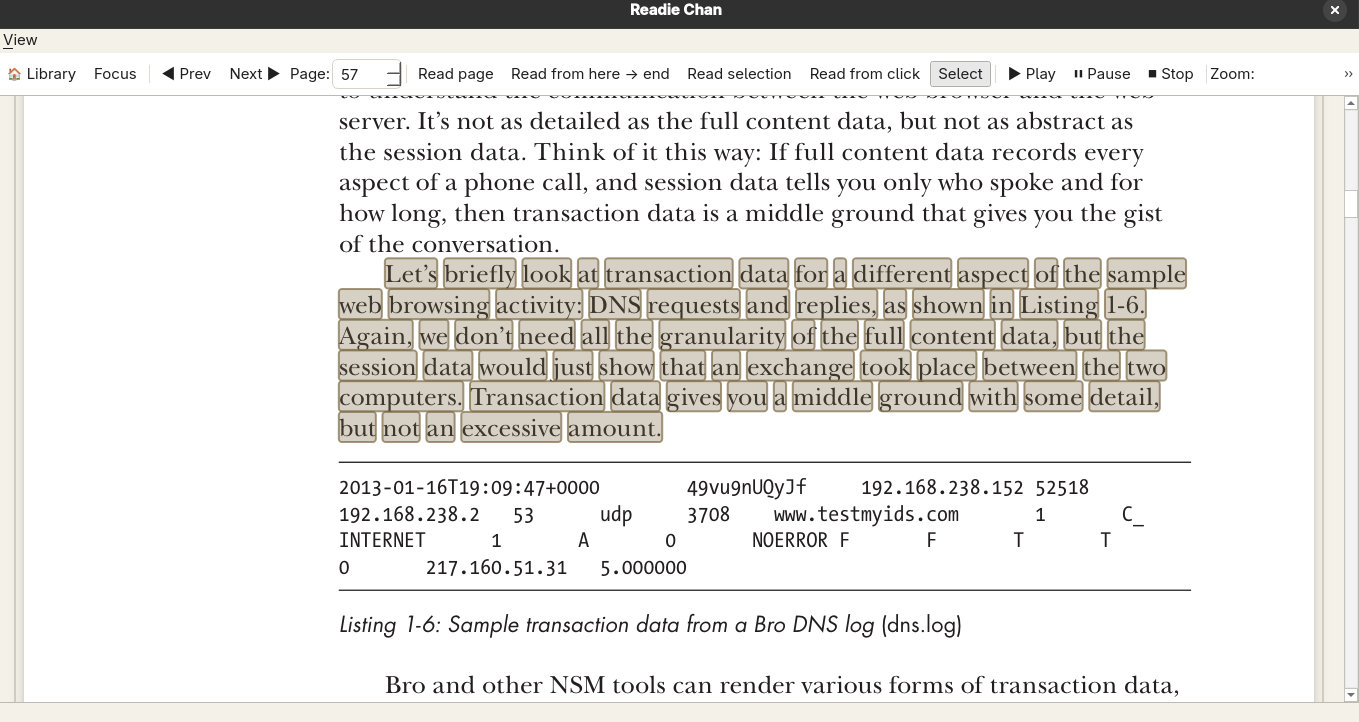 Readie Chan
View
Library Focus Prev Next Page: 57 Read page Read from here → end Read selection Read from click Select Play Pause Stop Zoom: »
to understand the communication between the web browser and the web
server. It’s not as detailed as the full content data, but not as abstract as
the session data. Think of it this way: If full content data records every
aspect of a phone call, and session data tells you only who spoke and for
how long, then transaction data is a middle ground that gives you the gist
of the conversation.
Let’s briefly look at transaction data for a different aspect of the sample
web browsing activity: DNS requests and replies, as shown in Listing 1-6.
Again, we don’t need all the granularity of the full content data, but the
session data would just show that an exchange took place between the two
computers. Transaction data gives you a middle ground with some detail,
but not an excessive amount.
2013-01-16T19:09:47+0000 49vu9nUQyJf 192.168.238.152 52518
192.168.238.2 53 udp 3708 www.testmyids.com 1 C_
INTERNET 1 A 0 NOERROR F F T T
0 217.160.51.31 5.000000
Listing 1-6: Sample transaction data from a Bro DNS log (dns.log)
Bro and other NSM tools can render various forms of transaction data,